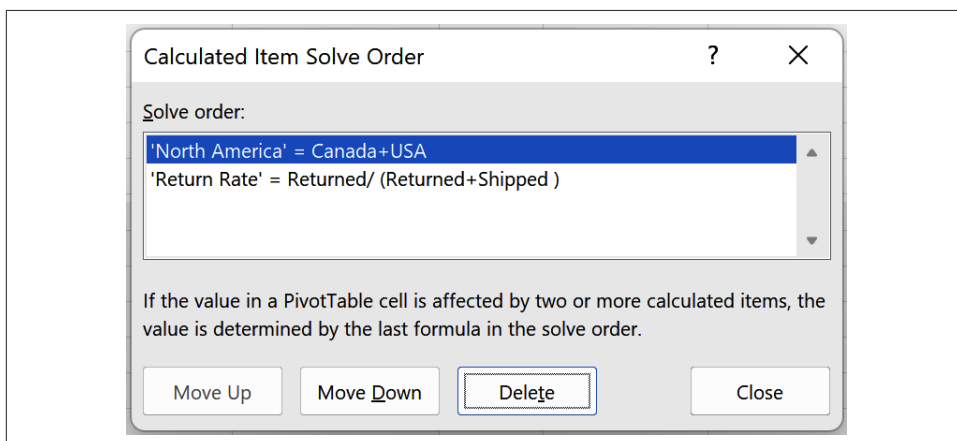 Calculated Item Solve Order ?
Solve order:
'North America' = Canada+USA
'Return Rate' = Returned/ (Returned+Shipped )
If the value in a PivotTable cell is affected by two or more calculated items, the
value is determined by the last formula in the solve order.
Move Up Move Down Delete Close